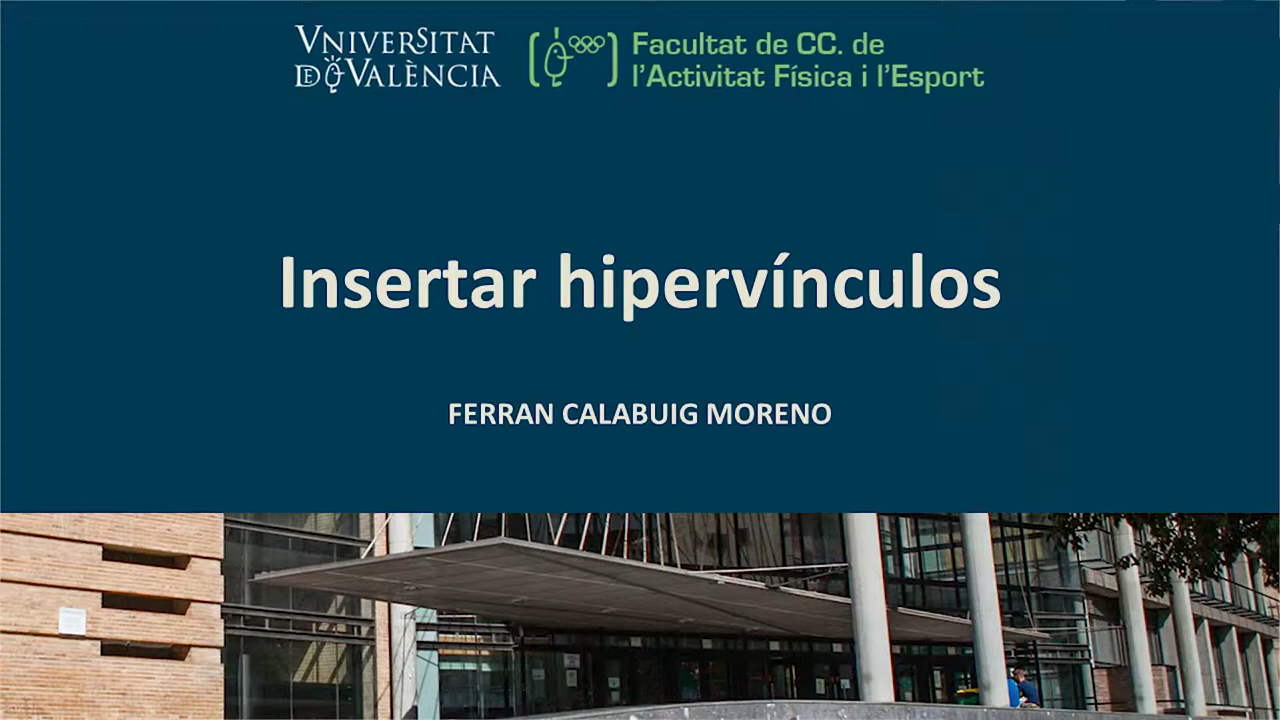 VNIVERSITAT
DE VALÈNCIA
Facultat de CC. de
l'Activitat Física i l'Esport
Insertar hipervínculos
FERRAN CALABUIG MORENO